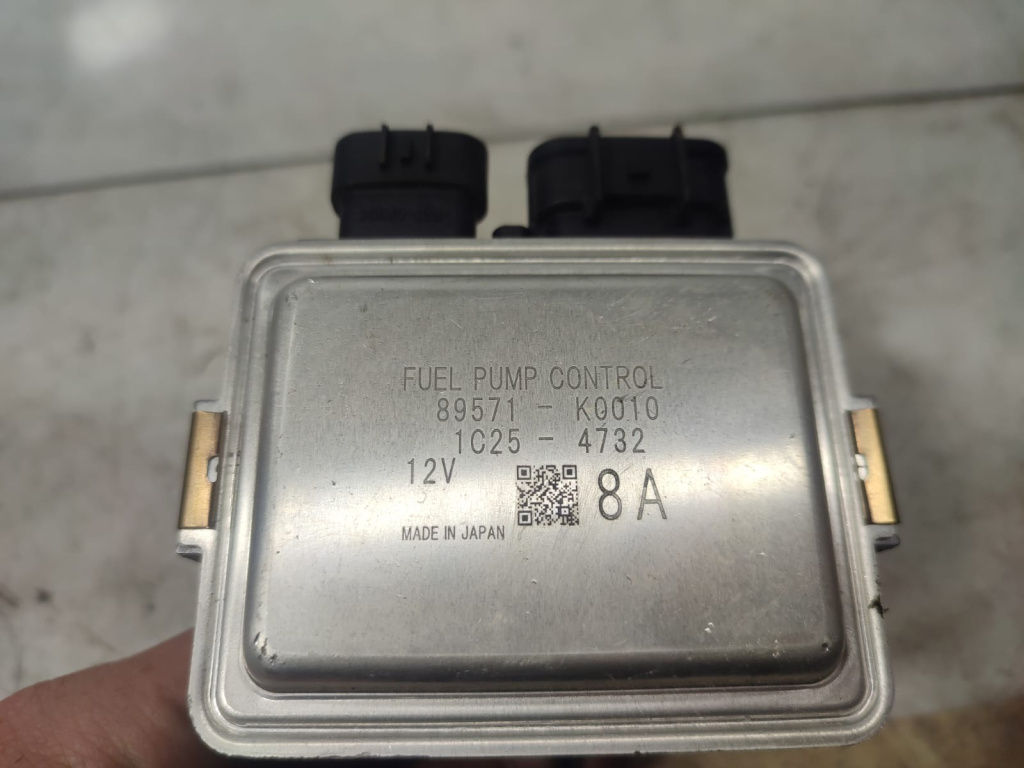 FUEL PUMP CONTROL
89571 - K0010
1C25 - 4732
12V
8A
MADE IN JAPAN